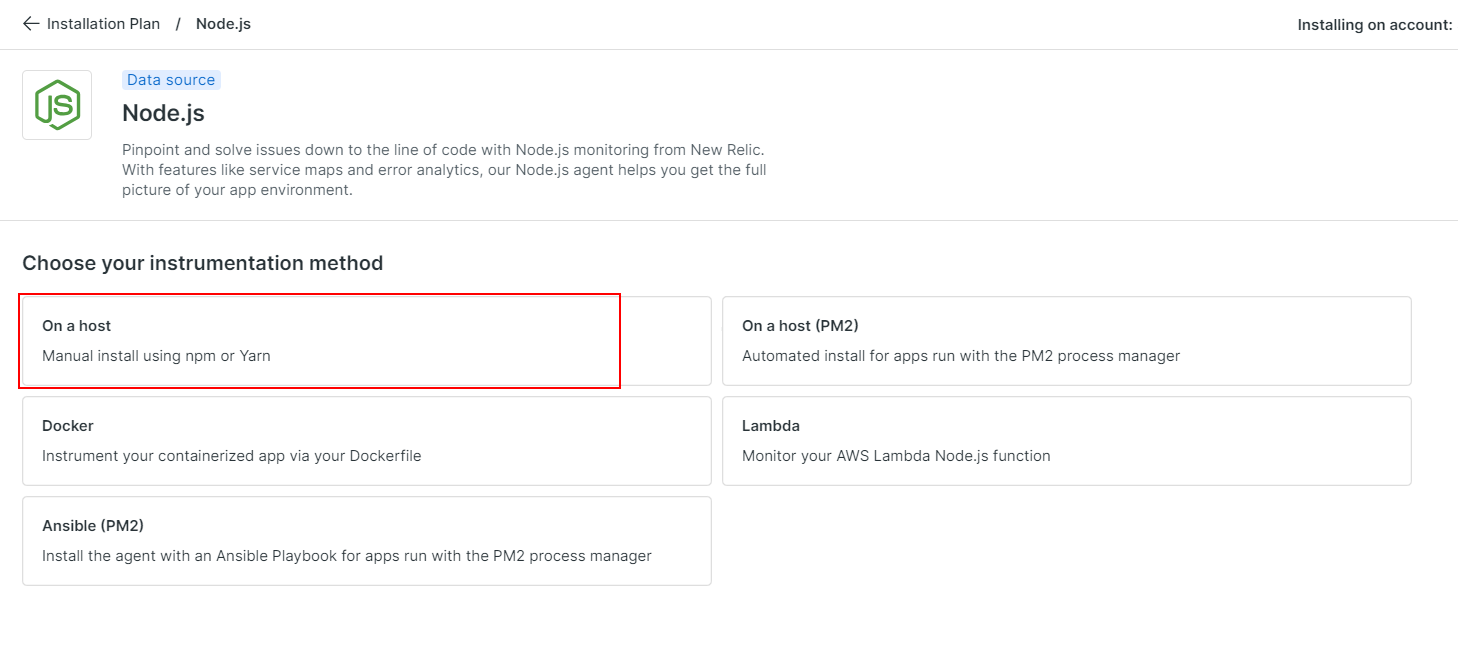 Installation Plan / Node.js
Installing on account:
JS
Data source
Node.js
Pinpoint and solve issues down to the line of code with Node.js monitoring from New Relic.
With features like service maps and error analytics, our Node.js agent helps you get the full
picture of your app environment.
Choose your instrumentation method
On a host
Manual install using npm or Yarn
On a host (PM2)
Automated install for apps run with the PM2 process manager
Docker
Instrument your containerized app via your Dockerfile
Lambda
Monitor your AWS Lambda Node.js function
Ansible (PM2)
Install the agent with an Ansible Playbook for apps run with the PM2 process manager